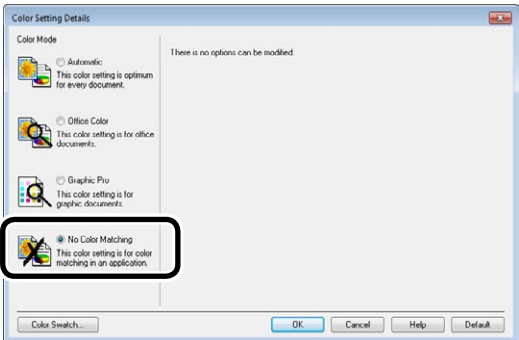 Color Setting Details
Color Mode
There is no options can be modified.
Automatic
This color setting is optimum
for every document.
Office Color
This color setting is for office
documents.
Graphic Pro
This color setting is for
graphic documents.
No Color Matching
This color setting is for color
matching in an application.
Color Swatch...
OK
Cancel
Help
Default